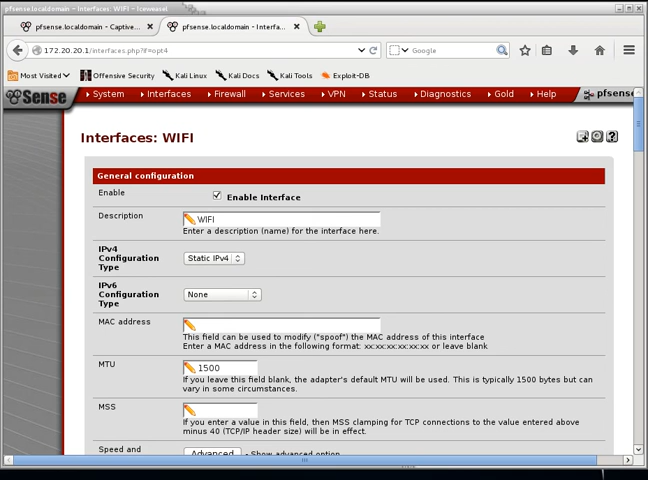 pfsense.localdomain - Interfaces: WIFI - Iceweasel
pfsense.localdomain - Captive...
pfsense.localdomain - Interfa...
172.20.20.1/interfaces.php?if=opt4
Google
Most Visited
Offensive Security
Kali Linux
Kali Docs
Kali Tools
Exploit-DB
Sense
System
Interfaces
Firewall
Services
VPN
Status
Diagnostics
Gold
Help
pfsens
Interfaces: WIFI
General configuration
Enable
Enable Interface
Description
WIFI
Enter a description (name) for the interface here.
IPv4
Configuration
Type
Static IPv4
IPv6
Configuration
Type
None
MAC address
This field can be used to modify ("spoof") the MAC address of this interface
Enter a MAC address in the following format: xx:xx:xx:xx:xx:xx or leave blank
MTU
1500
If you leave this field blank, the adapter's default MTU will be used. This is typically 1500 bytes but can
vary in some circumstances.
MSS
If you enter a value in this field, then MSS clamping for TCP connections to the value entered above
minus 40 (TCP/IP header size) will be in effect.
Speed and
Advanced
- Show advanced option